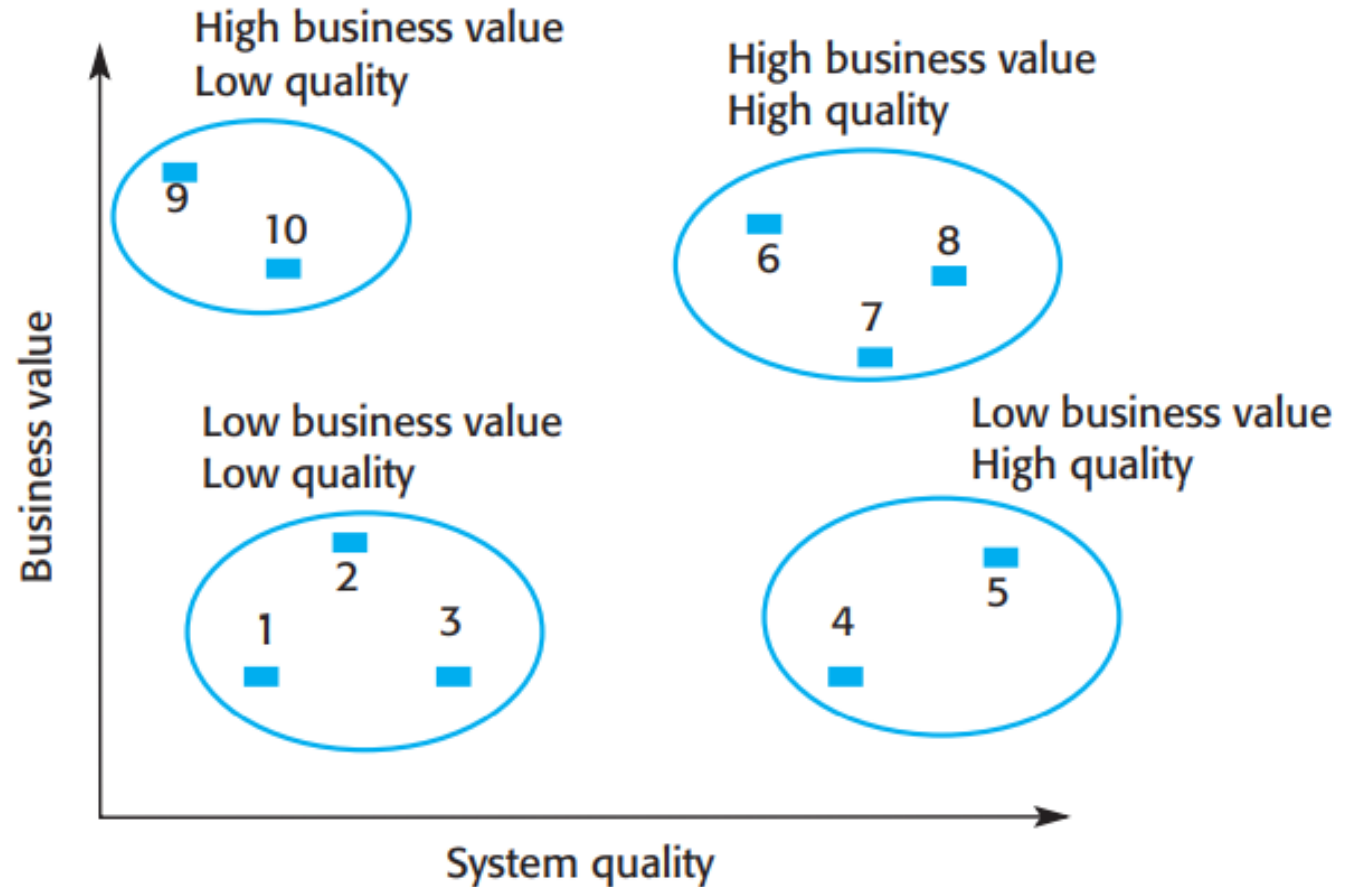 High business value
Low quality
High business value
High quality
9
10
6
8
7
Business value
Low business value
Low quality
Low business value
High quality
2
1
3
5
4
System quality